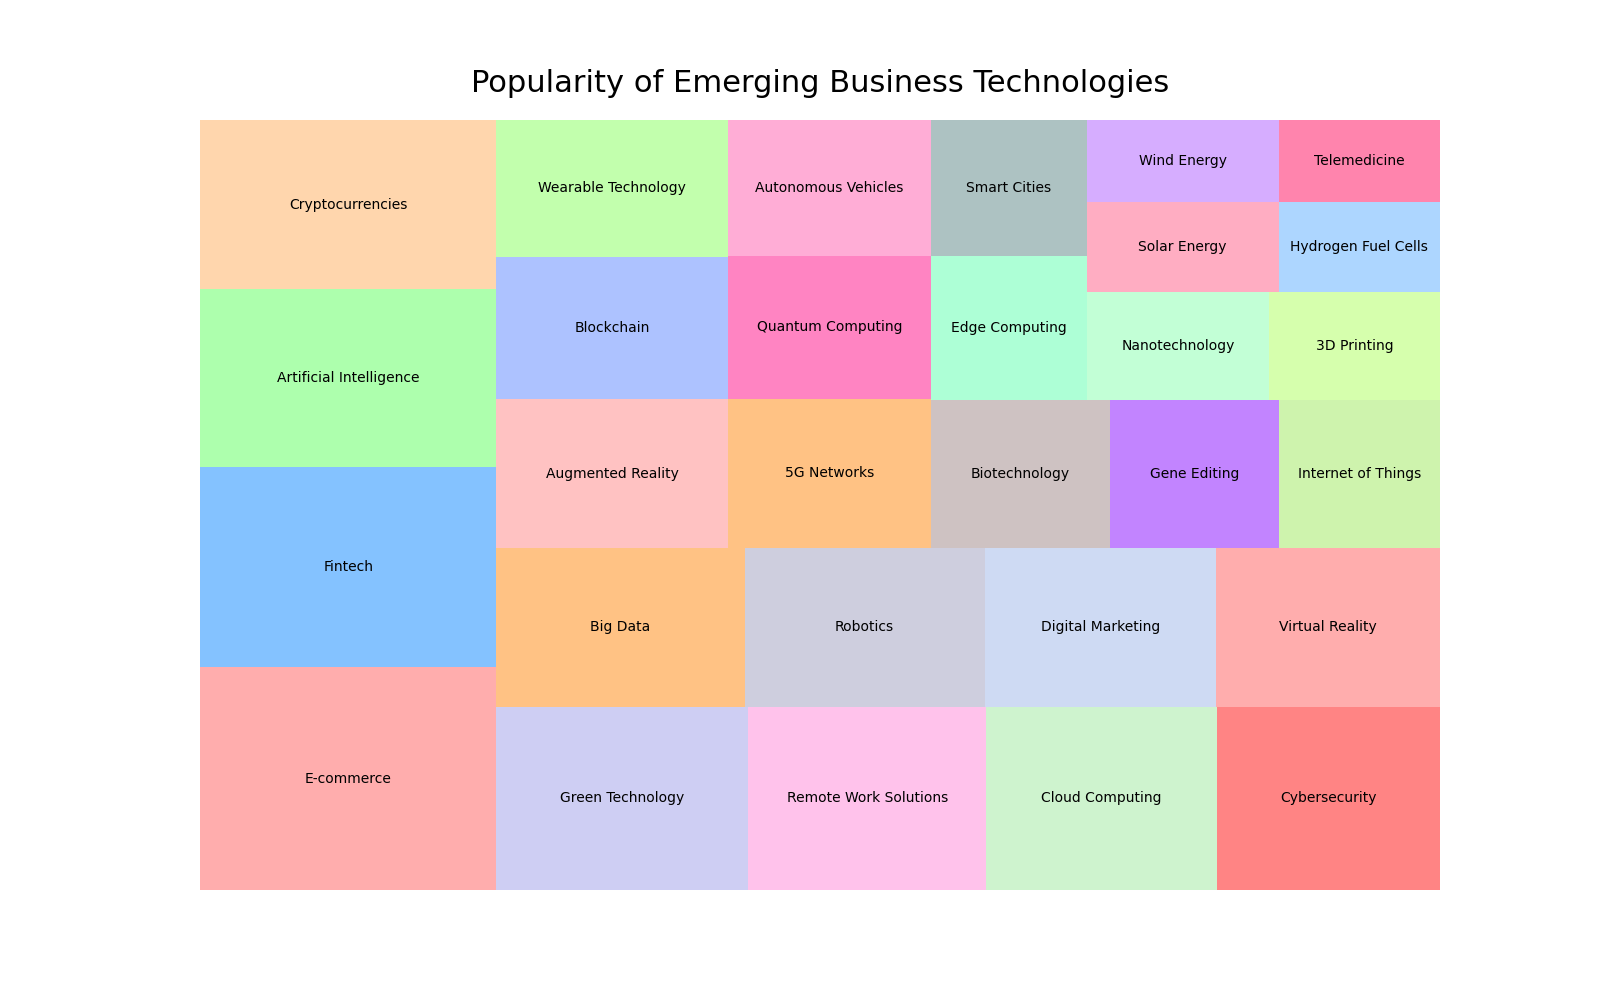 Popularity of Emerging Business Technologies
Cryptocurrencies
Artificial Intelligence
Fintech
E-commerce
Wearable Technology
Blockchain
Augmented Reality
Autonomous Vehicles
Quantum Computing
5G Networks
Smart Cities
Edge Computing
Wind Energy
Telemedicine
Solar Energy
Hydrogen Fuel Cells
Nanotechnology
3D Printing
Biotechnology
Gene Editing
Internet of Things
Big Data
Robotics
Digital Marketing
Virtual Reality
Green Technology
Remote Work Solutions
Cloud Computing
Cybersecurity